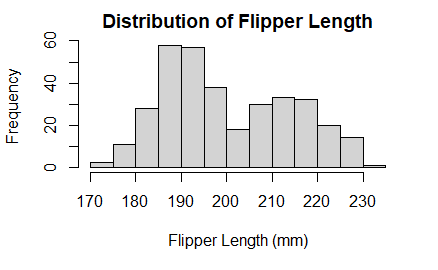 Distribution of Flipper Length
Frequency
60
40
20
0
170 180 190 200 210 220 230
Flipper Length (mm)